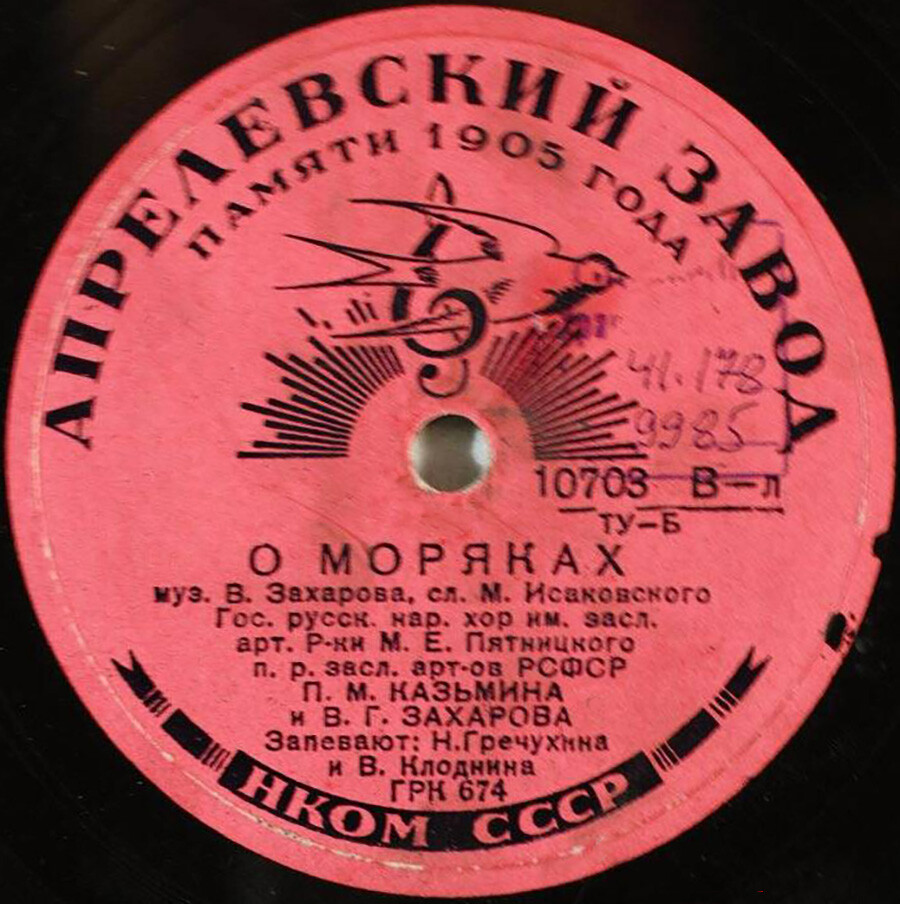 АПРЕЛЕВСКИЙ ЗАВОД
ПАМЯТИ 1905 ГОДА
41.178
9985
10703 В—л
ТУ—Б
О МОРЯКАХ
муз. В. Захарова, сл. М. Исаковского
Гос. русск. нар. хор им. засл.
арт. Р-ки М. Е. Пятницкого
п. р. засл. арт-ов РСФСР
П. М. КАЗЬМИНА
и В. Г. ЗАХАРОВА
Запевают: Н.Гречухина
и В. Клоднина
ГРК 674
НКОМ СССР